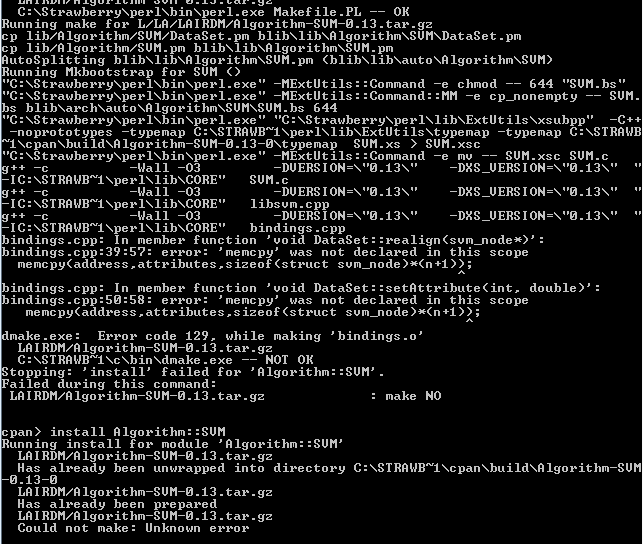 LAIRDM/Algorithm-SVM-0.13.tar.gz
C:\Strawberry\perl\bin\perl.exe Makefile.PL -- OK
Running make for L/LA/LAIRDM/Algorithm-SVM-0.13.tar.gz
cp lib/Algorithm/SVM/DataSet.pm blib\lib\Algorithm\SVM\DataSet.pm
cp lib/Algorithm/SVM.pm blib\lib\Algorithm\SVM.pm
AutoSplitting blib\lib\Algorithm\SVM.pm (blib\lib\auto\Algorithm\SVM)
Running Mkbootstrap for SVM ()
"C:\Strawberry\perl\bin\perl.exe" -MExtUtils::Command -e chmod -- 644 "SVM.bs"
"C:\Strawberry\perl\bin\perl.exe" -MExtUtils::Command::MM -e cp_nonempty -- SVM.
bs blib\arch\auto\Algorithm\SVM\SVM.bs 644
"C:\Strawberry\perl\bin\perl.exe" "C:\Strawberry\perl\lib\ExtUtils\xsubpp"  -C++
 -noprototypes -typemap C:\STRAWB~1\perl\lib\ExtUtils\typemap -typemap C:\STRAWB
~1\cpan\build\Algorithm-SVM-0.13-0\typemap  SVM.xs > SVM.xsc
"C:\Strawberry\perl\bin\perl.exe" -MExtUtils::Command -e mv -- SVM.xsc SVM.c
g++ -c          -Wall -O3         -DVERSION=\"0.13\"    -DXS_VERSION=\"0.13\"  "
-IC:\STRAWB~1\perl\lib\CORE"   SVM.c
g++ -c          -Wall -O3         -DVERSION=\"0.13\"    -DXS_VERSION=\"0.13\"  "
-IC:\STRAWB~1\perl\lib\CORE"   libsvm.cpp
g++ -c          -Wall -O3         -DVERSION=\"0.13\"    -DXS_VERSION=\"0.13\"  "
-IC:\STRAWB~1\perl\lib\CORE"   bindings.cpp
bindings.cpp: In member function 'void DataSet::realign(svm_node*)':
bindings.cpp:39:57: error: 'memcpy' was not declared in this scope
memcpy(address,attributes,sizeof(struct svm_node)*(n+1));
^
bindings.cpp: In member function 'void DataSet::setAttribute(int, double)':
bindings.cpp:50:58: error: 'memcpy' was not declared in this scope
memcpy(address,attributes,sizeof(struct svm_node)*(n+1));
^
dmake.exe:  Error code 129, while making 'bindings.o'
LAIRDM/Algorithm-SVM-0.13.tar.gz
C:\STRAWB~1\c\bin\dmake.exe -- NOT OK
Stopping: 'install' failed for 'Algorithm::SVM'.
Failed during this command:
LAIRDM/Algorithm-SVM-0.13.tar.gz             : make NO
cpan> install Algorithm::SVM
Running install for module 'Algorithm::SVM'
LAIRDM/Algorithm-SVM-0.13.tar.gz
Has already been unwrapped into directory C:\STRAWB~1\cpan\build\Algorithm-SVM
-0.13-0
LAIRDM/Algorithm-SVM-0.13.tar.gz
Has already been prepared
LAIRDM/Algorithm-SVM-0.13.tar.gz
Could not make: Unknown error